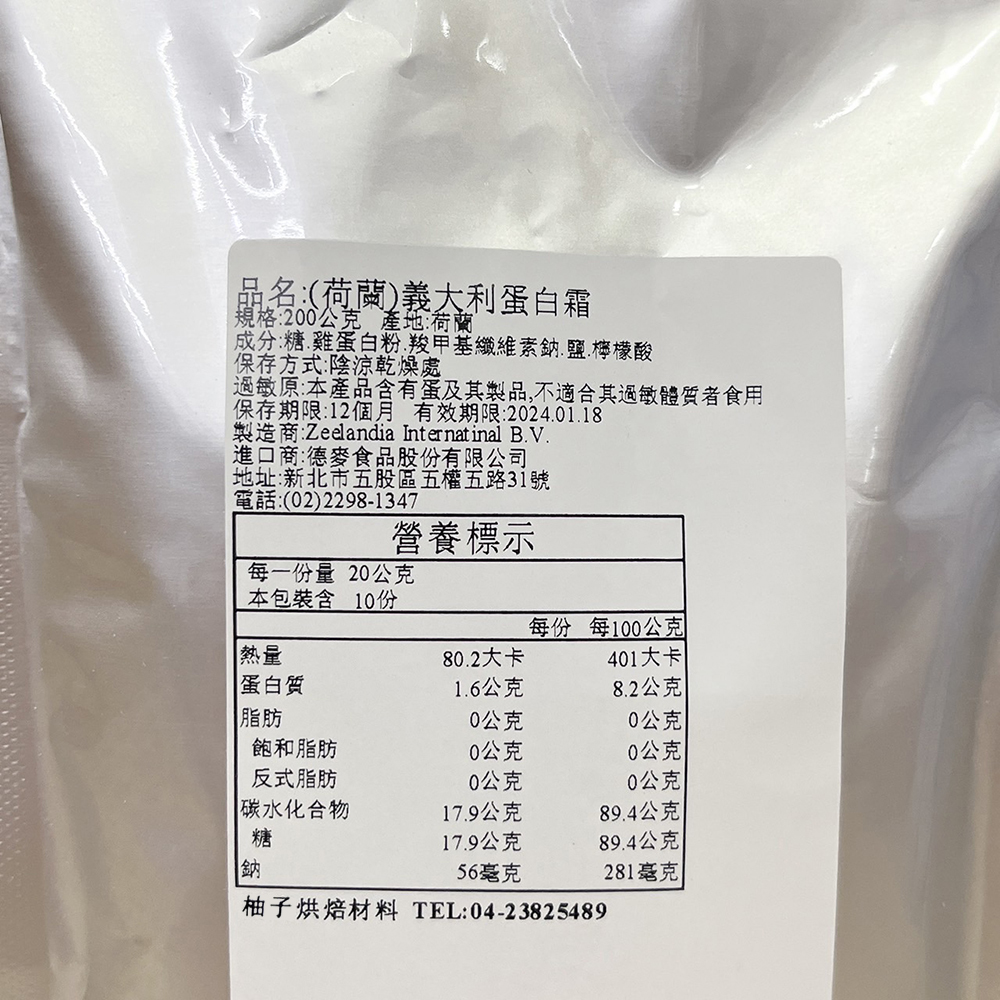 品名:(荷蘭)義大利蛋白霜
規格:200公克 產地:荷蘭
成分:糖.雞蛋白粉.羧甲基纖維素鈉.鹽.檸檬酸
保存方式:陰涼乾燥處
過敏原:本產品含有蛋及其製品,不適合其過敏體質者食用
保存期限:12個月 有效期限:2024.01.18
製造商:Zeelandia Internatinal B.V.
進口商:德麥食品股份有限公司
地址:新北市五股區五權五路31號
電話:(02)2298-1347
營養標示
每一份量 20公克
本包裝含 10份
每份 每100公克
熱量 80.2大卡 401大卡
蛋白質 1.6公克 8.2公克
脂肪 0公克 0公克
飽和脂肪 0公克 0公克
反式脂肪 0公克 0公克
碳水化合物 17.9公克 89.4公克
糖 17.9公克 89.4公克
鈉 56毫克 281毫克
柚子烘焙材料 TEL:04-23825489